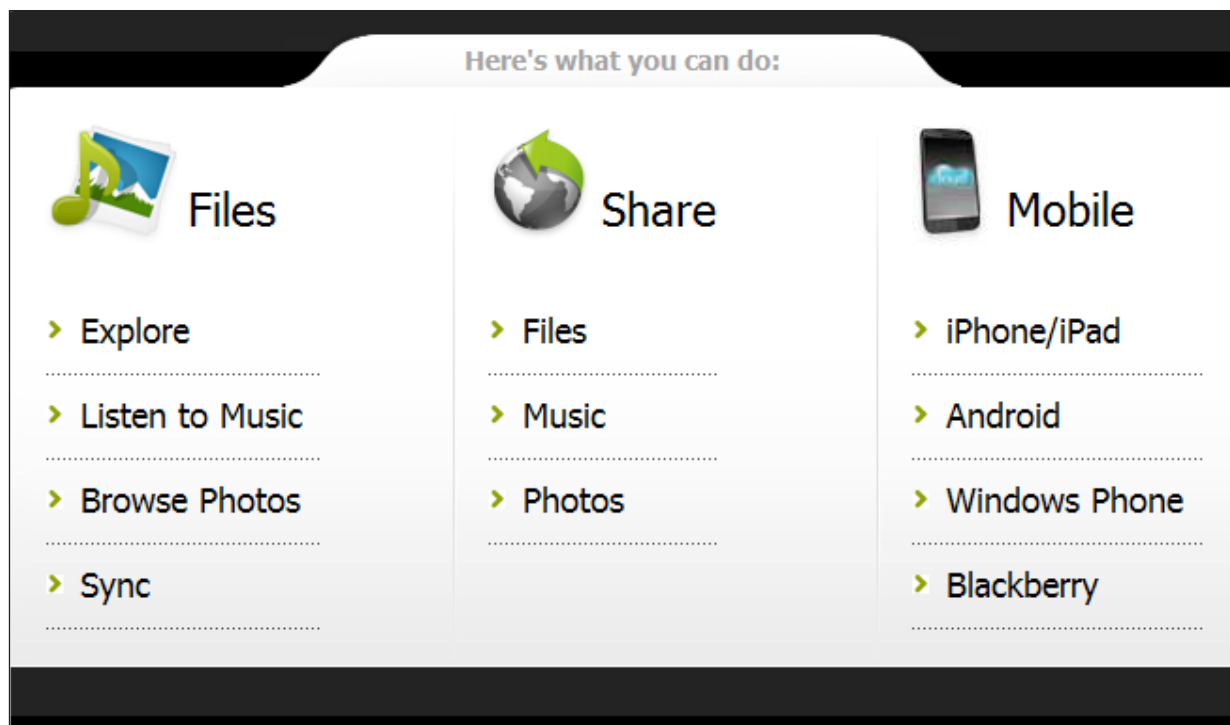 Here's what you can do:
Files
Explore
Listen to Music
Browse Photos
Sync
Share
Files
Music
Photos
Mobile
iPhone/iPad
Android
Windows Phone
Blackberry
cloud